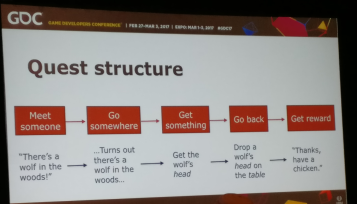 GDC
GAME DEVELOPERS CONFERENCE | FEB 27-MAR 3, 2017 | EXPO: MAR 1-3, 2017 #GDC17
Quest structure
Meet
someone
Go
somewhere
Get
something
Go back
Get reward
"There's a
wolf in the
woods!"
...Turns out
there's a
wolf in the
woods...
Get the
wolf's
head
Drop a
wolf's
head on
the table
"Thanks,
have a
chicken."